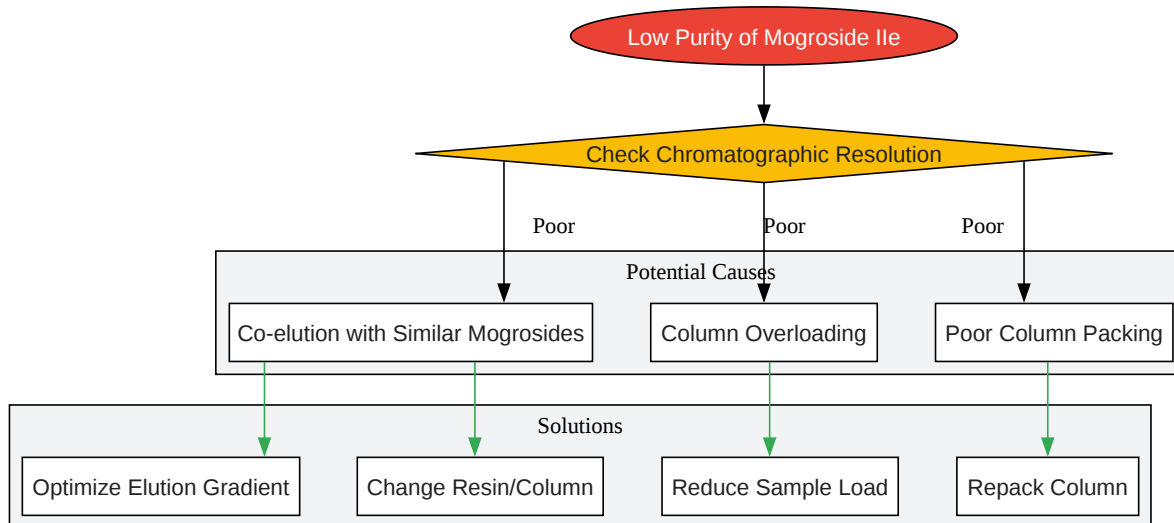 Low Purity of Mogroside IIe
Check Chromatographic Resolution
Poor
Poor
Poor
Potential Causes
Co-elution with Similar Mogrosides
Column Overloading
Poor Column Packing
Solutions
Optimize Elution Gradient
Change Resin/Column
Reduce Sample Load
Repack Column